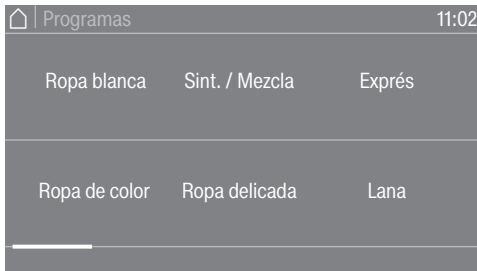 Programas 11:02
Ropa blanca Sint. / Mezcla Exprés
Ropa de color Ropa delicada Lana